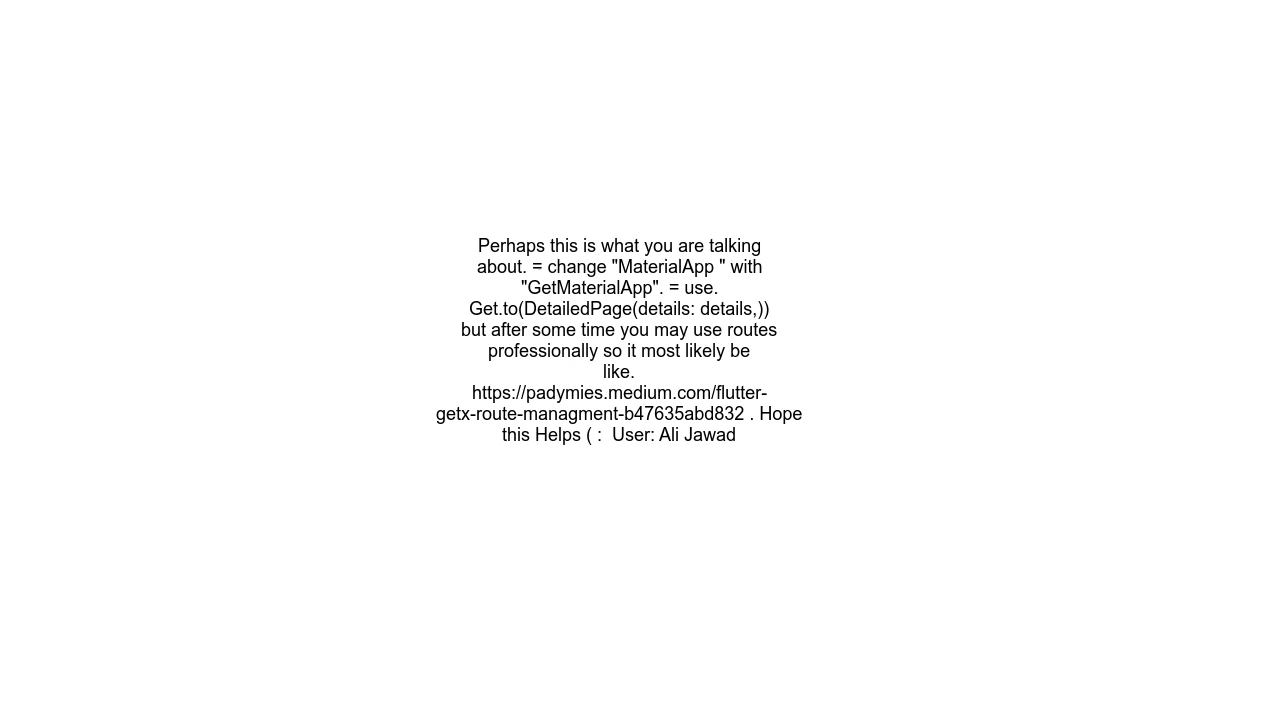 Perhaps this is what you are talking
about. = change "MaterialApp " with
"GetMaterialApp". = use.
Get.to(DetailedPage(details: details,))
but after some time you may use routes
professionally so it most likely be
like.
https://padymies.medium.com/flutter-
getx-route-managment-b47635abd832 . Hope
this Helps ( :  User: Ali Jawad